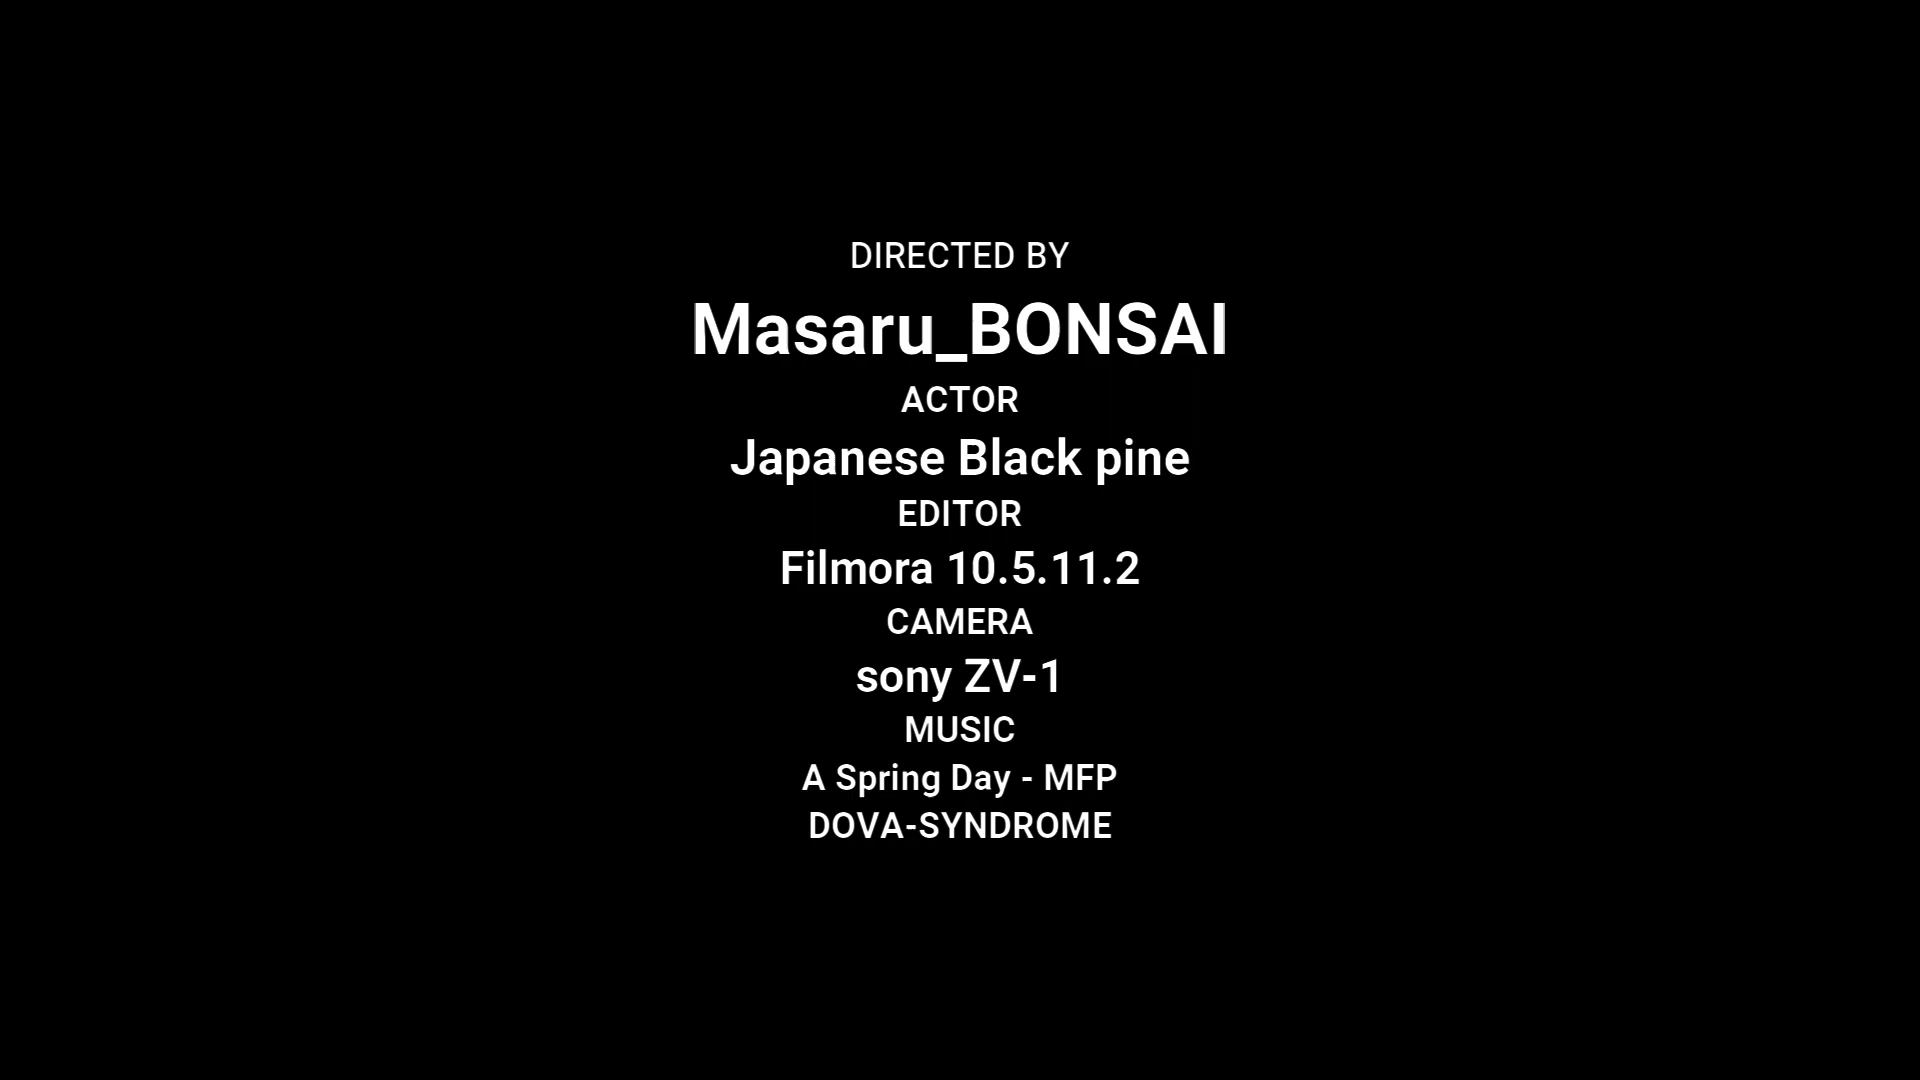 DIRECTED BY
Masaru_BONSAI
ACTOR
Japanese Black pine
EDITOR
Filmora 10.5.11.2
CAMERA
sony ZV-1
MUSIC
A Spring Day - MFP
DOVA-SYNDROME